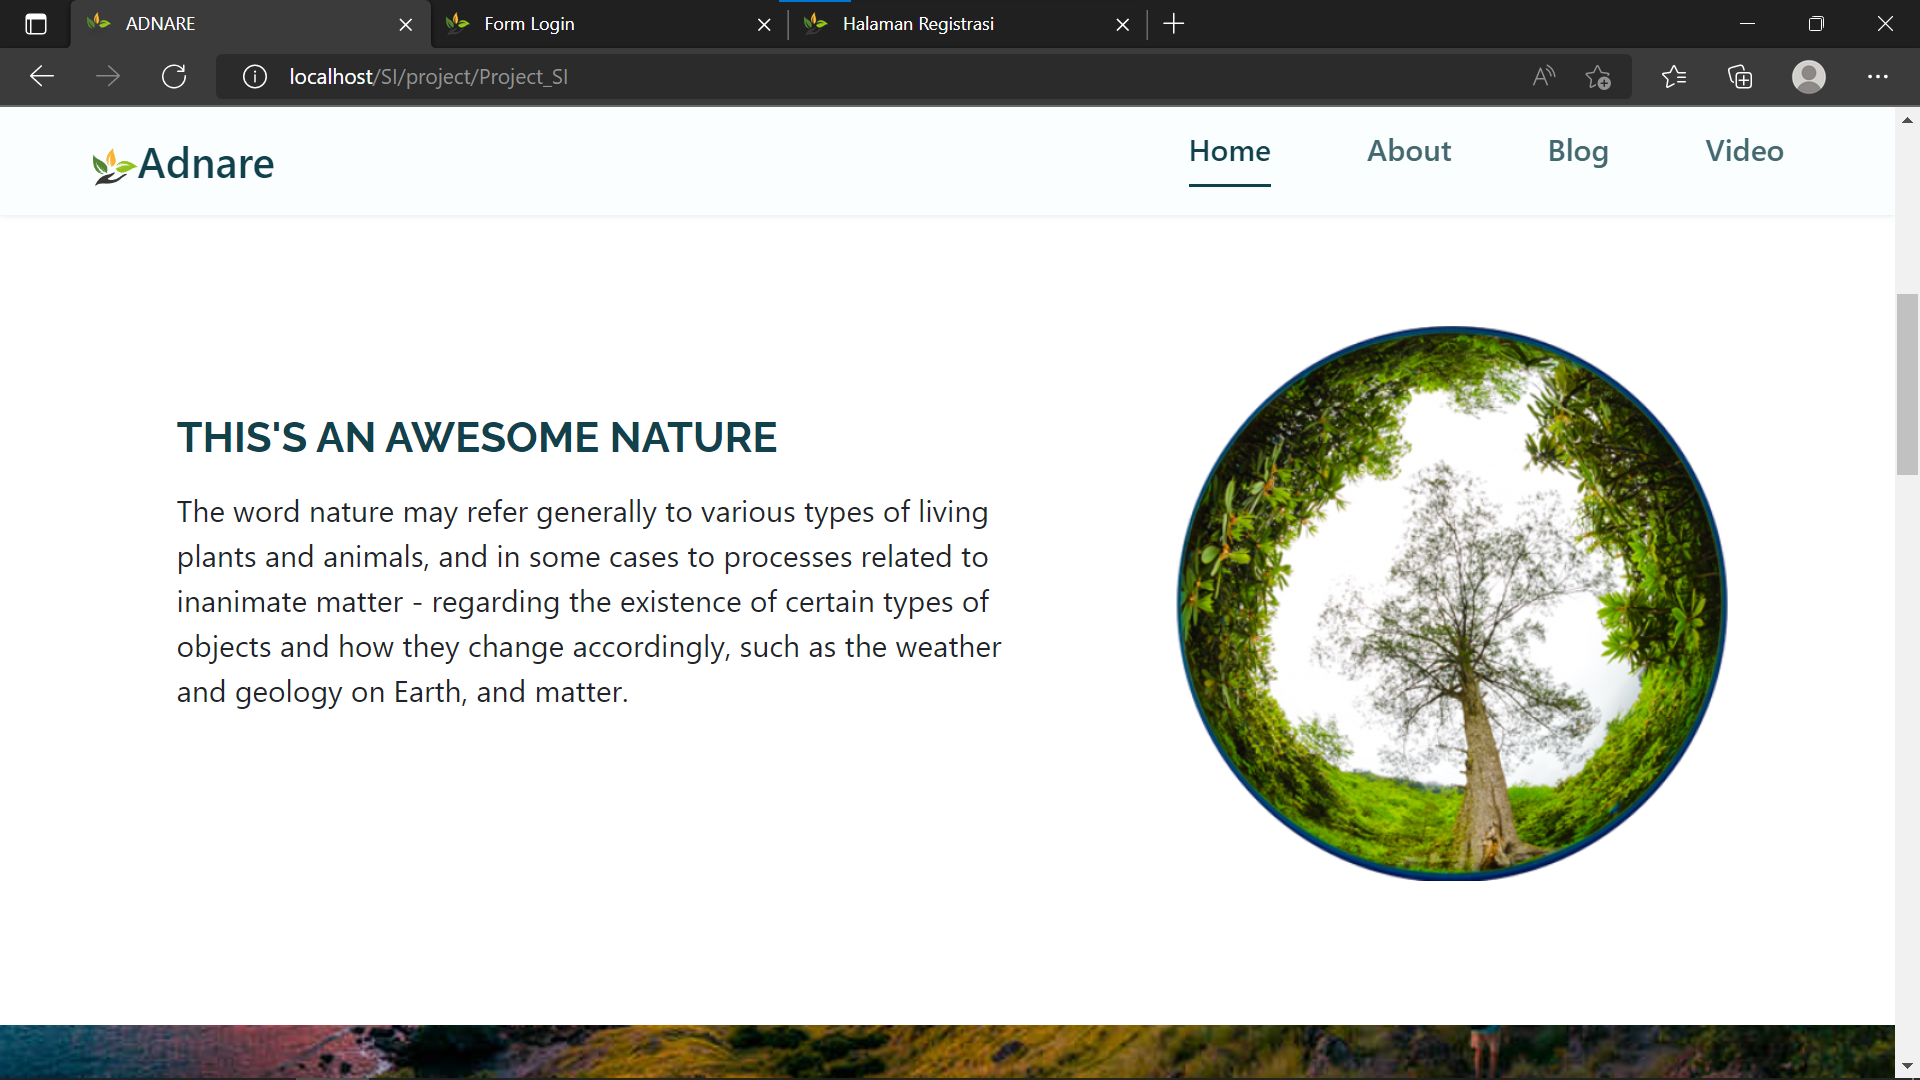 ADNARE
Form Login
Halaman Registrasi
localhost/SI/project/Project_SI
Adnare
Home
About
Blog
Video
THIS'S AN AWESOME NATURE
The word nature may refer generally to various types of living
plants and animals, and in some cases to processes related to
inanimate matter - regarding the existence of certain types of
objects and how they change accordingly, such as the weather
and geology on Earth, and matter.